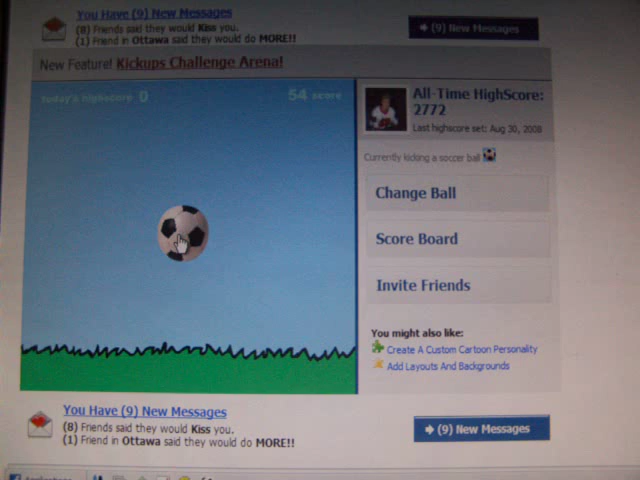 You Have (9) New Messages
(8) Friends said they would Kiss you.
(1) Friend in Ottawa said they would do MORE!!
(9) New Messages
New Feature! Kickups Challenge Arena!
today's highscore 0
54 score
All-Time HighScore:
2772
Last highscore set: Aug 30, 2008
Currently kicking a soccer ball
Change Ball
Score Board
Invite Friends
You might also like:
Create A Custom Cartoon Personality
Add Layouts And Backgrounds
You Have (9) New Messages
(8) Friends said they would Kiss you.
(1) Friend in Ottawa said they would do MORE!!
(9) New Messages
Applications